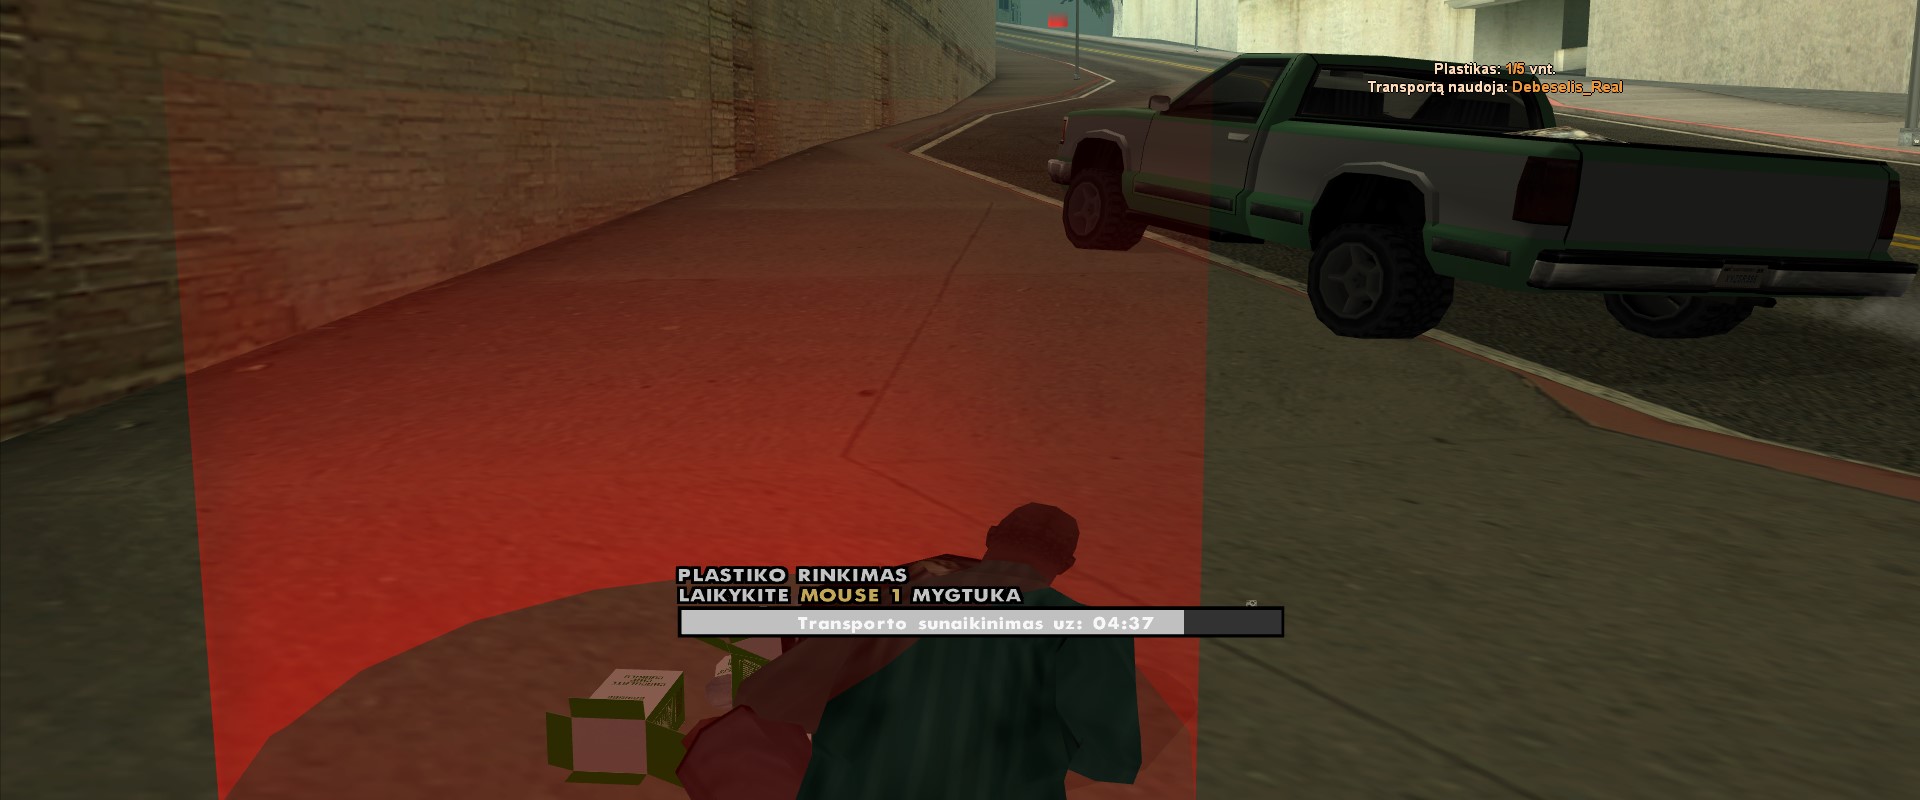 Plastikas: 1/5 vnt.
Transportą naudoja: Debeselis_Real
PLASTIKO RINKIMAS
LAIKYKITE MOUSE 1 MYGTUKA
Transporto sunaikinimas uz: 04:37